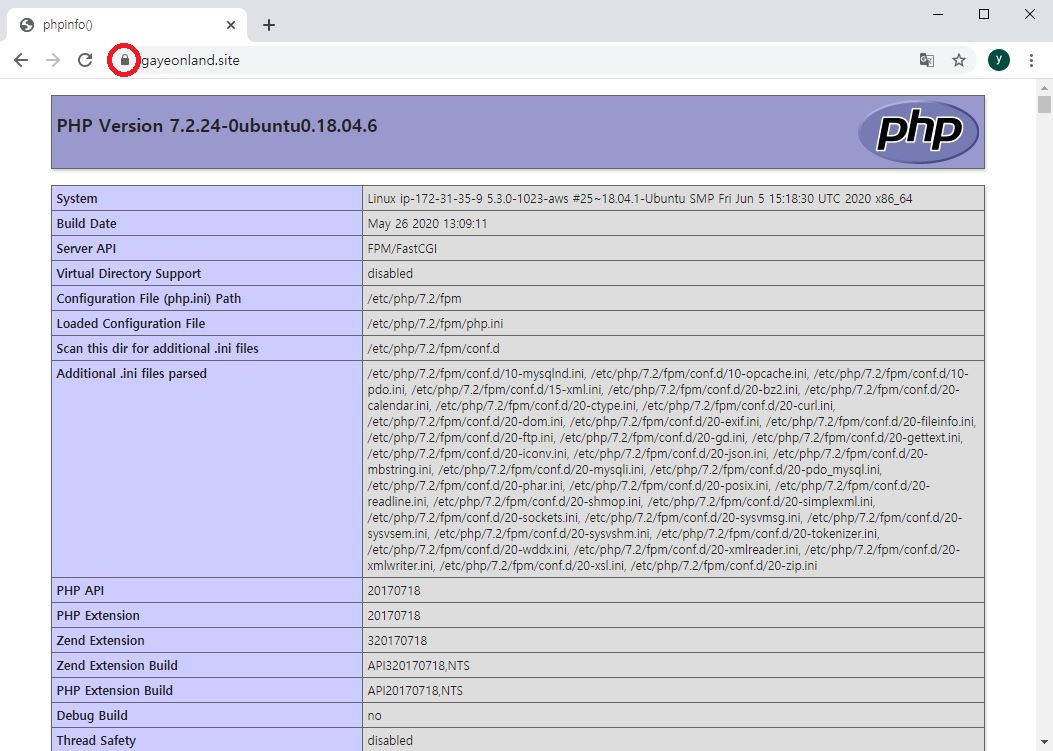 phpinfo()
gayeonland.site
y
PHP Version 7.2.24-0ubuntu0.18.04.6
php
System Linux ip-172-31-35-9 5.3.0-1023-aws #25~18.04.1-Ubuntu SMP Fri Jun 5 15:18:30 UTC 2020 x86_64
Build Date May 26 2020 13:09:11
Server API FPM/FastCGI
Virtual Directory Support disabled
Configuration File (php.ini) Path /etc/php/7.2/fpm
Loaded Configuration File /etc/php/7.2/fpm/php.ini
Scan this dir for additional .ini files /etc/php/7.2/fpm/conf.d
Additional .ini files parsed /etc/php/7.2/fpm/conf.d/10-mysqlnd.ini, /etc/php/7.2/fpm/conf.d/10-opcache.ini, /etc/php/7.2/fpm/conf.d/10-
pdo.ini, /etc/php/7.2/fpm/conf.d/15-xml.ini, /etc/php/7.2/fpm/conf.d/20-bz2.ini, /etc/php/7.2/fpm/conf.d/20-
calendar.ini, /etc/php/7.2/fpm/conf.d/20-ctype.ini, /etc/php/7.2/fpm/conf.d/20-curl.ini,
/etc/php/7.2/fpm/conf.d/20-dom.ini, /etc/php/7.2/fpm/conf.d/20-exif.ini, /etc/php/7.2/fpm/conf.d/20-fileinfo.ini,
/etc/php/7.2/fpm/conf.d/20-ftp.ini, /etc/php/7.2/fpm/conf.d/20-gd.ini, /etc/php/7.2/fpm/conf.d/20-gettext.ini,
/etc/php/7.2/fpm/conf.d/20-iconv.ini, /etc/php/7.2/fpm/conf.d/20-json.ini, /etc/php/7.2/fpm/conf.d/20-
mbstring.ini, /etc/php/7.2/fpm/conf.d/20-mysqli.ini, /etc/php/7.2/fpm/conf.d/20-pdo_mysql.ini,
/etc/php/7.2/fpm/conf.d/20-phar.ini, /etc/php/7.2/fpm/conf.d/20-posix.ini, /etc/php/7.2/fpm/conf.d/20-
readline.ini, /etc/php/7.2/fpm/conf.d/20-shmop.ini, /etc/php/7.2/fpm/conf.d/20-simplexml.ini,
/etc/php/7.2/fpm/conf.d/20-sockets.ini, /etc/php/7.2/fpm/conf.d/20-sysvmsg.ini, /etc/php/7.2/fpm/conf.d/20-
sysvsem.ini, /etc/php/7.2/fpm/conf.d/20-sysvshm.ini, /etc/php/7.2/fpm/conf.d/20-tokenizer.ini,
/etc/php/7.2/fpm/conf.d/20-wddx.ini, /etc/php/7.2/fpm/conf.d/20-xmlreader.ini, /etc/php/7.2/fpm/conf.d/20-
xmlwriter.ini, /etc/php/7.2/fpm/conf.d/20-xsl.ini, /etc/php/7.2/fpm/conf.d/20-zip.ini
PHP API 20170718
PHP Extension 20170718
Zend Extension 320170718
Zend Extension Build API320170718,NTS
PHP Extension Build API20170718,NTS
Debug Build no
Thread Safety disabled